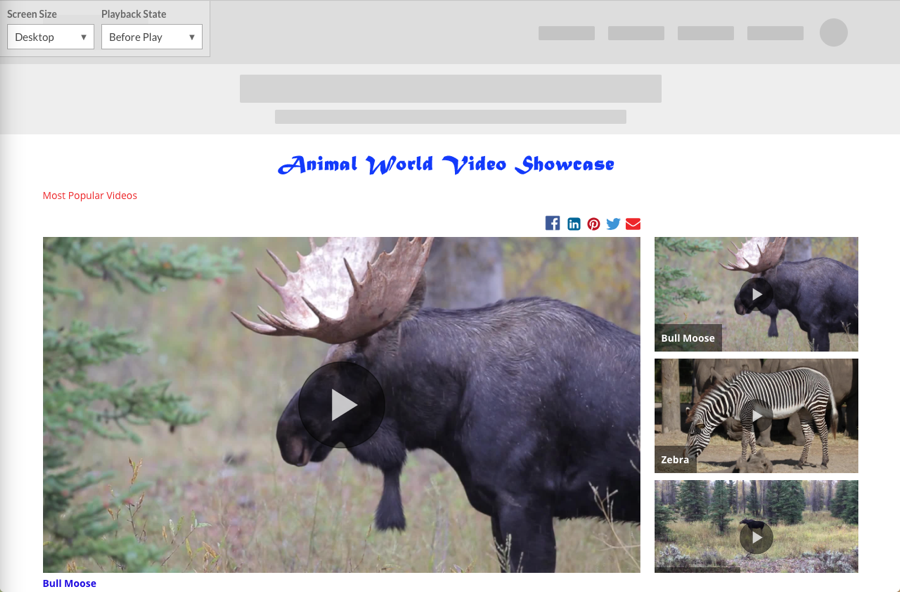 Screen Size
Playback State
Desktop
Before Play
Animal World Video Showcase
Most Popular Videos
Bull Moose
Zebra
Bull Moose